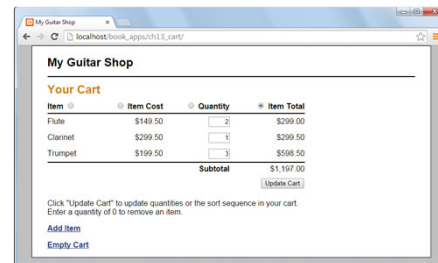 My Guitar Shop
localhost/book_apps/ch13_cart/
My Guitar Shop
Your Cart
Item Item Cost Quantity Item Total
Flute $149.50 2 $299.00
Clarinet $299.50 1 $299.50
Trumpet $199.50 3 $598.50
Subtotal $1,197.00
Update Cart
Click "Update Cart" to update quantities or the sort sequence in your cart.
Enter a quantity of 0 to remove an item.
Add Item
Empty Cart